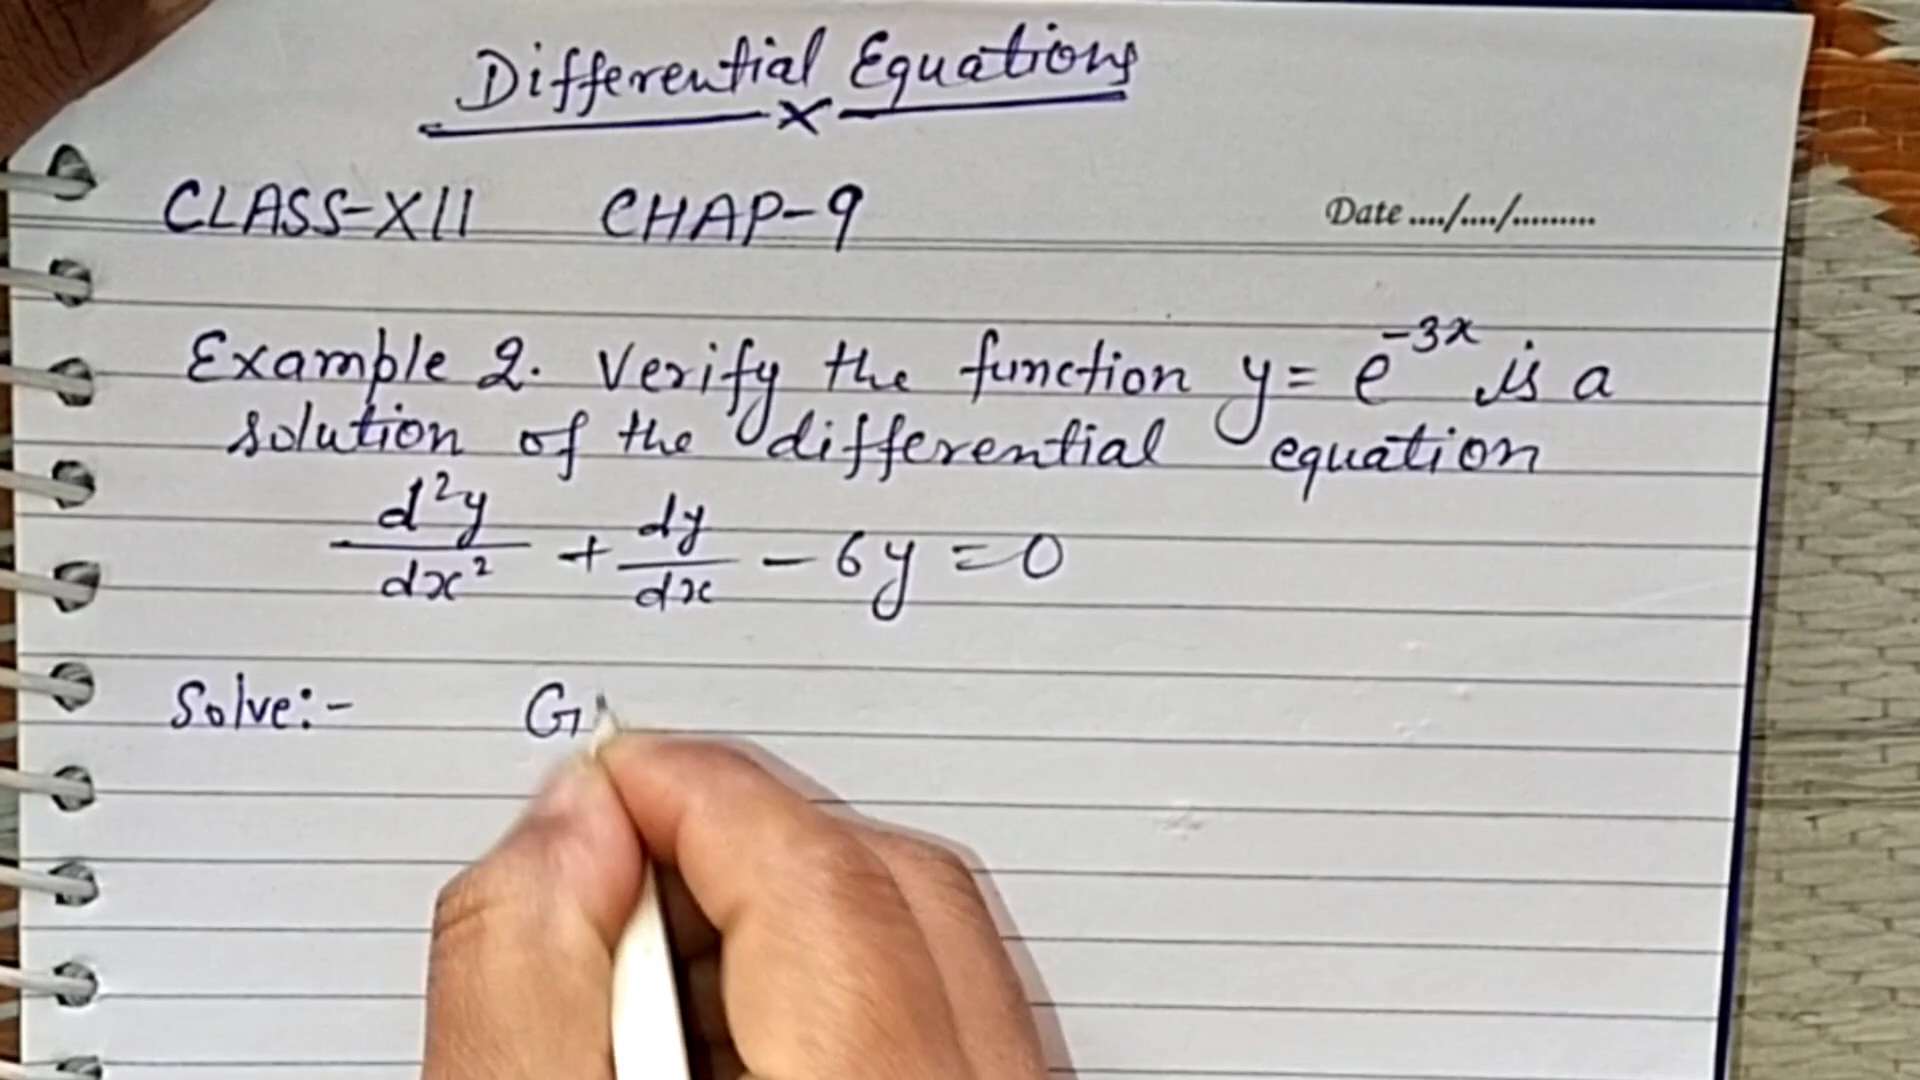 Differential Equations
x
CLASS-XII CHAP-9
Date ..../..../.........
Example 2. Verify the function y = e^{-3x} is a
solution of the differential equation
d²y/dx² + dy/dx - 6y = 0
Solve:- G